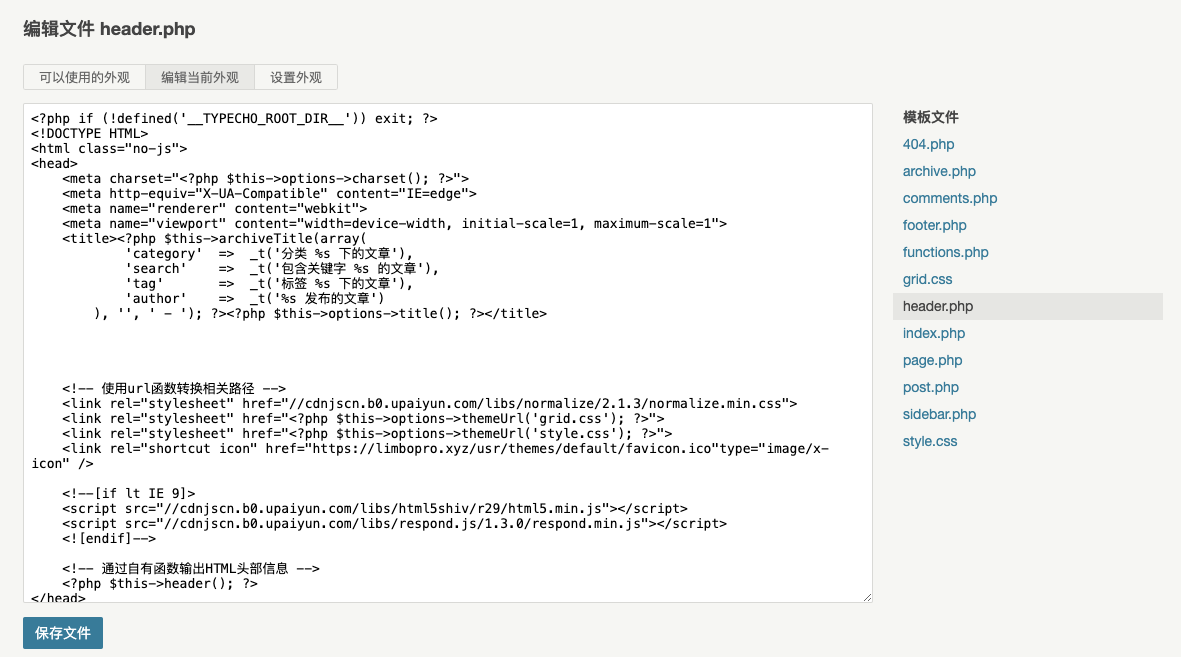 编辑文件 header.php
可以使用的外观 编辑当前外观 设置外观
<?php if (!defined('__TYPECHO_ROOT_DIR__')) exit; ?>
<!DOCTYPE HTML>
<html class="no-js">
<head>
    <meta charset="<?php $this->options->charset(); ?>">
    <meta http-equiv="X-UA-Compatible" content="IE=edge">
    <meta name="renderer" content="webkit">
    <meta name="viewport" content="width=device-width, initial-scale=1, maximum-scale=1">
    <title><?php $this->archiveTitle(array(
            'category'  =>  _t('分类 %s 下的文章'),
            'search'    =>  _t('包含关键字 %s 的文章'),
            'tag'       =>  _t('标签 %s 下的文章'),
            'author'    =>  _t('%s 发布的文章')
        ), '', ' - '); ?><?php $this->options->title(); ?></title>
    <!-- 使用url函数转换相关路径 -->
    <link rel="stylesheet" href="//cdnjscn.b0.upaiyun.com/libs/normalize/2.1.3/normalize.min.css">
    <link rel="stylesheet" href="<?php $this->options->themeUrl('grid.css'); ?>">
    <link rel="stylesheet" href="<?php $this->options->themeUrl('style.css'); ?>">
    <link rel="shortcut icon" href="https://limbopro.xyz/usr/themes/default/favicon.ico"type="image/x-
icon" />
    <!--[if lt IE 9]>
    <script src="//cdnjscn.b0.upaiyun.com/libs/html5shiv/r29/html5.min.js"></script>
    <script src="//cdnjscn.b0.upaiyun.com/libs/respond.js/1.3.0/respond.min.js"></script>
    <![endif]-->
    <!-- 通过自有函数输出HTML头部信息 -->
    <?php $this->header(); ?>
</head>
保存文件
模板文件
404.php
archive.php
comments.php
footer.php
functions.php
grid.css
header.php
index.php
page.php
post.php
sidebar.php
style.css